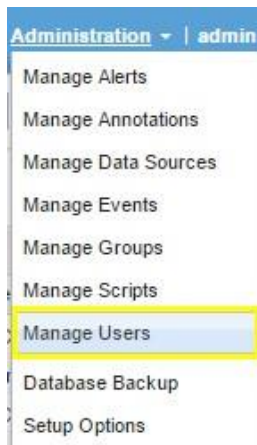 Administration | admin
Manage Alerts
Manage Annotations
Manage Data Sources
Manage Events
Manage Groups
Manage Scripts
Manage Users
Database Backup
Setup Options